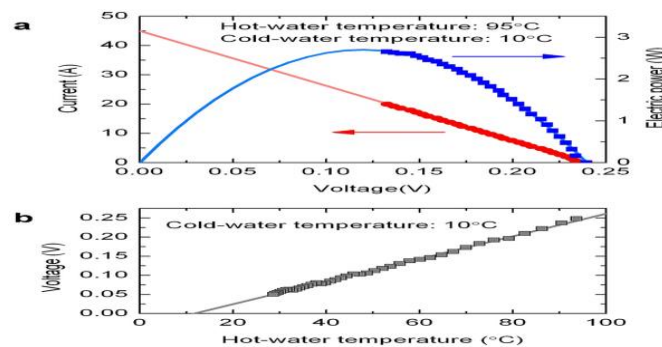 a
Hot-water temperature: 95°C
Cold-water temperature: 10°C
Current (A)
50
40
30
20
10
0
Electric power (W)
3
2
1
0
0.00 0.05 0.10 0.15 0.20 0.25
Voltage(V)
b
Cold-water temperature: 10°C
Voltage (V)
0.25
0.20
0.15
0.10
0.05
0.00
0 20 40 60 80 100
Hot-water temperature (°C)